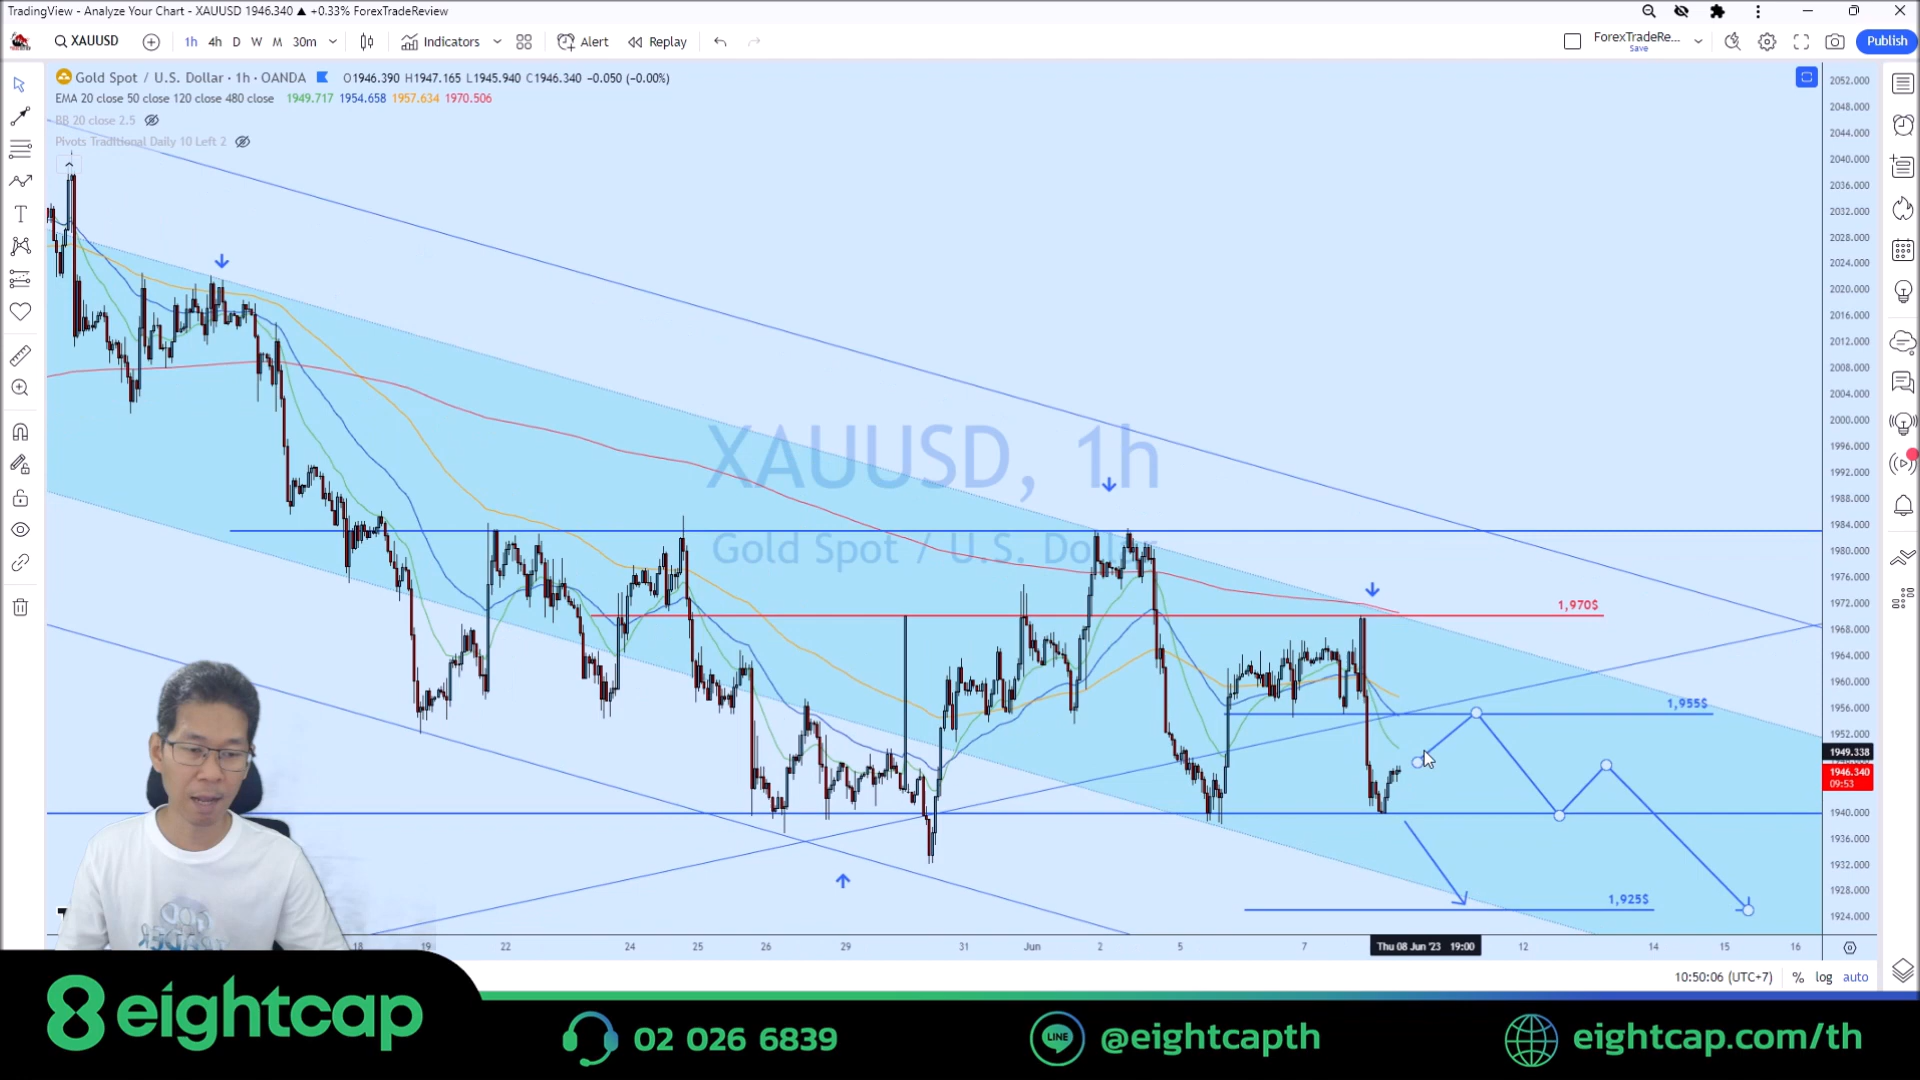 TradingView - Analyze Your Chart - XAUUSD 1946.340 ▲ +0.33% ForexTradeReview
XAUUSD 1h 4h D W M 30m Indicators Alert Replay ForexTradeRe... Save Publish
Gold Spot / U.S. Dollar · 1h · OANDA O1946.390 H1947.165 L1945.940 C1946.340 −0.050 (−0.00%)
EMA 20 close 50 close 120 close 480 close 1949.717 1954.658 1957.634 1970.506
BB 20 close 2.5
Pivots Traditional Daily 10 Left 2
XAUUSD, 1h
Gold Spot / U.S. Dollar
1,970$
1,955$
1,925$
2052.000
2048.000
2044.000
2040.000
2036.000
2032.000
2028.000
2024.000
2020.000
2016.000
2012.000
2008.000
2004.000
2000.000
1996.000
1992.000
1988.000
1984.000
1980.000
1976.000
1972.000
1968.000
1964.000
1960.000
1956.000
1952.000
1949.338
1946.340
09:53
1940.000
1936.000
1932.000
1928.000
1924.000
18 19 22 24 25 26 29 31 Jun 2 5 7 Thu 08 Jun '23 19:00 12 14 15 16
10:50:06 (UTC+7) % log auto
GOD
TRADER
8 eightcap
02 026 6839
LINE
@eightcapth
eightcap.com/th